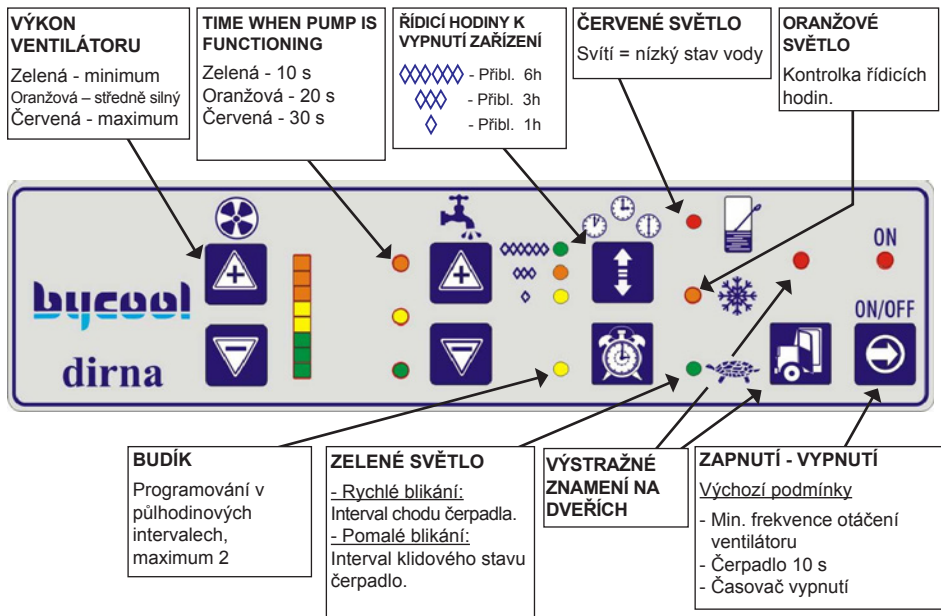 VÝKON
VENTILÁTORU
Zelená - minimum
Oranžová – středně silný
Červená - maximum
TIME WHEN PUMP IS
FUNCTIONING
Zelená - 10 s
Oranžová - 20 s
Červená - 30 s
ŘÍDICÍ HODINY K
VYPNUTÍ ZAŘÍZENÍ
- Přibl. 6h
- Přibl. 3h
- Přibl. 1h
ČERVENÉ SVĚTLO
Svítí = nízký stav vody
ORANŽOVÉ
SVĚTLO
Kontrolka řídicích
hodin.
bycool
dirna
ON
ON/OFF
BUDÍK
Programování v
půlhodinových
intervalech,
maximum 2
ZELENÉ SVĚTLO
- Rychlé blikání:
Interval chodu čerpadla.
- Pomalé blikání:
Interval klidového stavu
čerpadlo.
VÝSTRAŽNÉ
ZNAMENÍ NA
DVEŘÍCH
ZAPNUTÍ - VYPNUTÍ
Výchozí podmínky
- Min. frekvence otáčení
ventilátoru
- Čerpadlo 10 s
- Časovač vypnutí